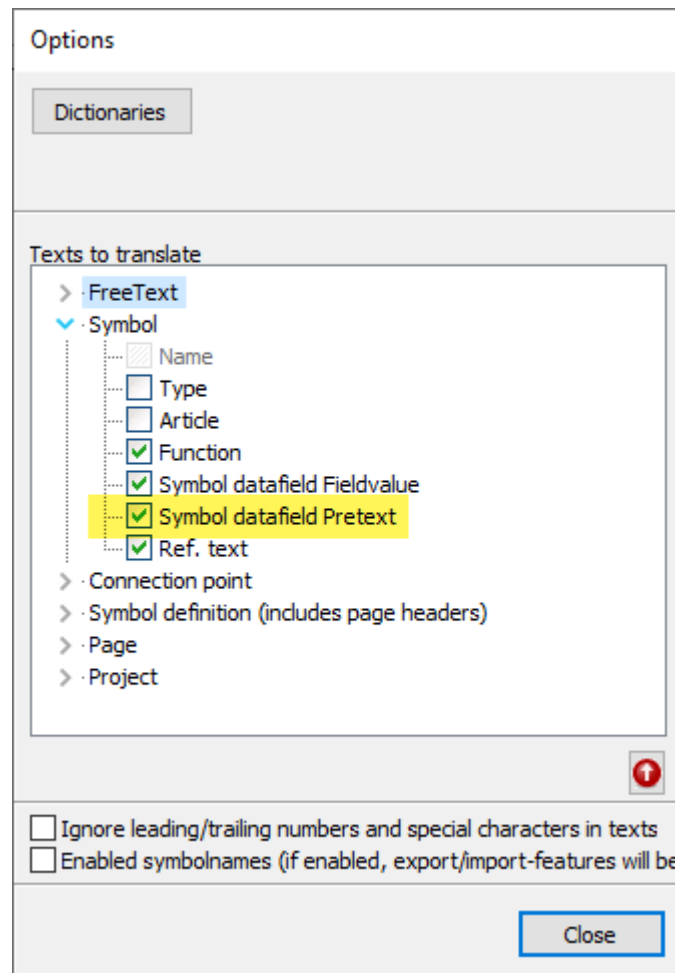 Options
Dictionaries
Texts to translate
FreeText
Symbol
Name
Type
Article
Function
Symbol datafield Fieldvalue
Symbol datafield Pretext
Ref. text
Connection point
Symbol definition (includes page headers)
Page
Project
Ignore leading/trailing numbers and special characters in texts
Enabled symbolnames (if enabled, export/import-features will be
Close